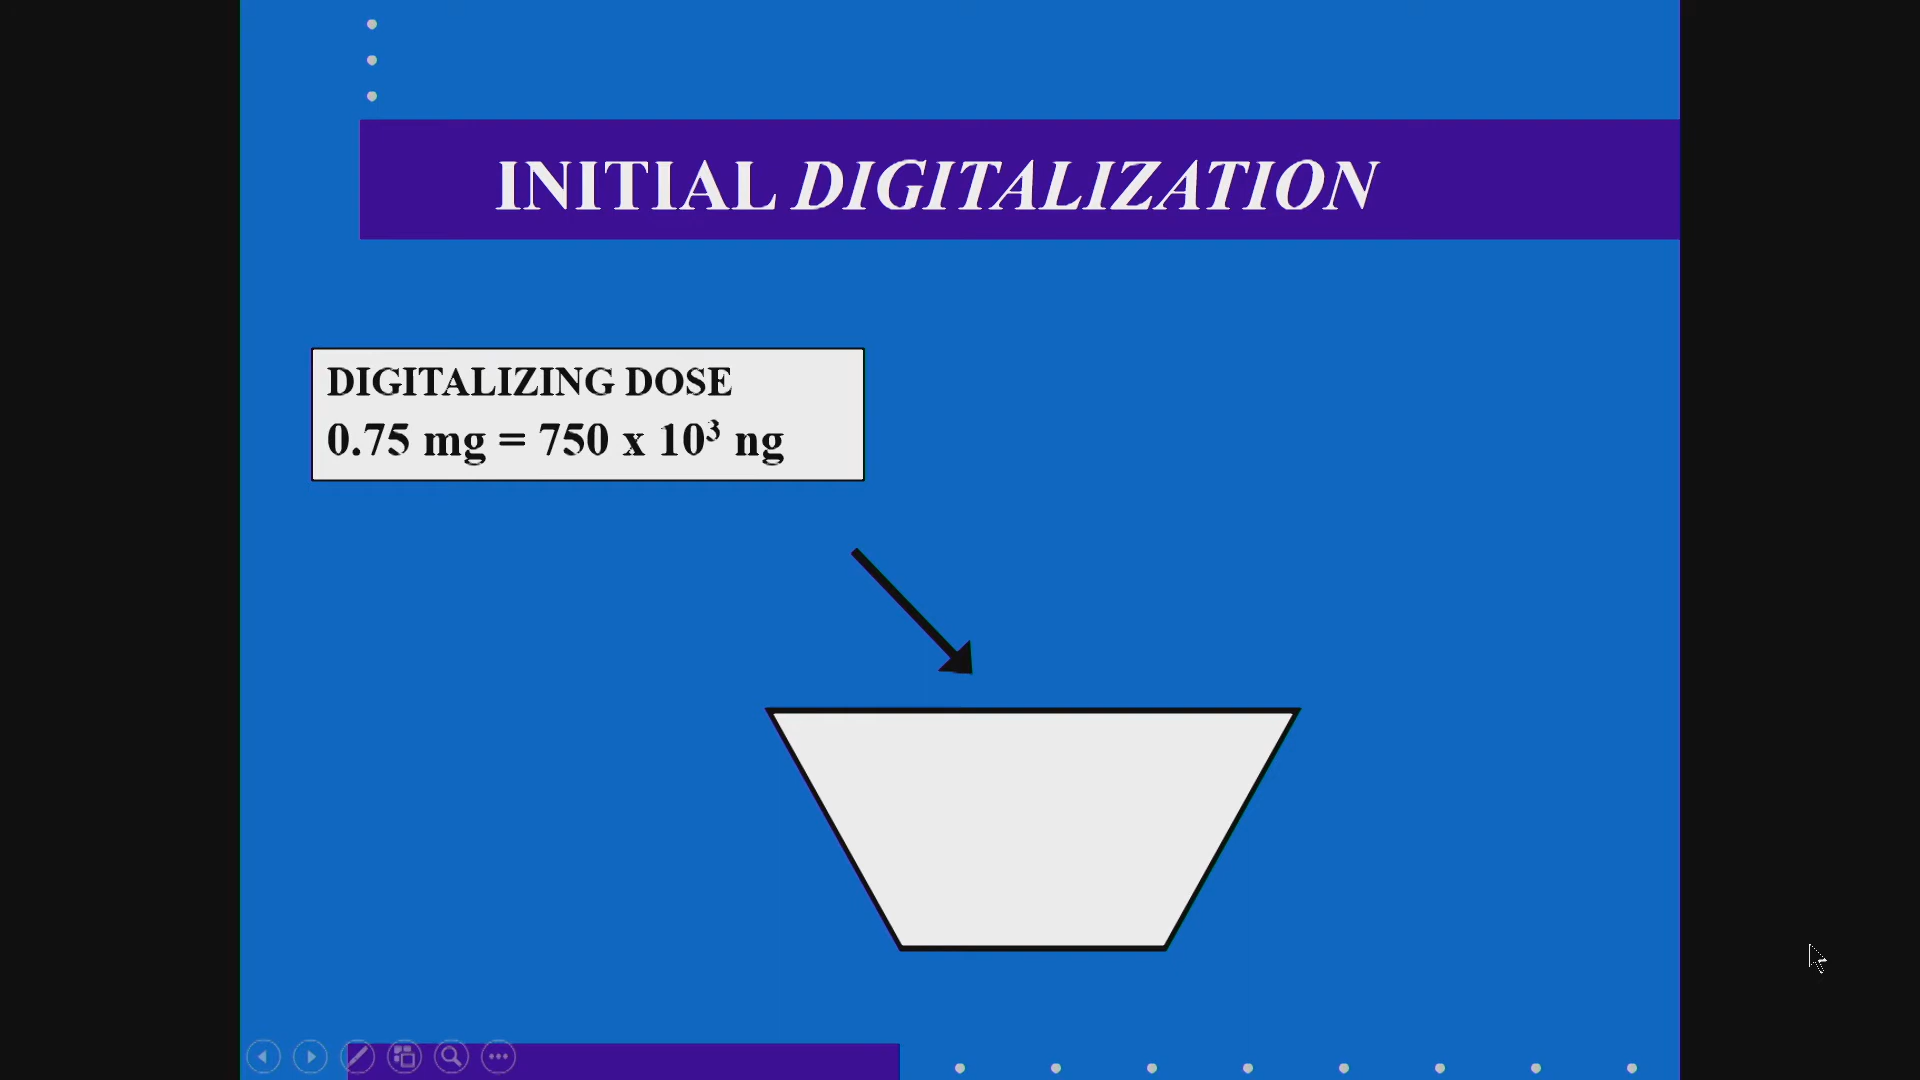 INITIAL DIGITALIZATION
DIGITALIZING DOSE
0.75 mg = 750 x 10³ ng